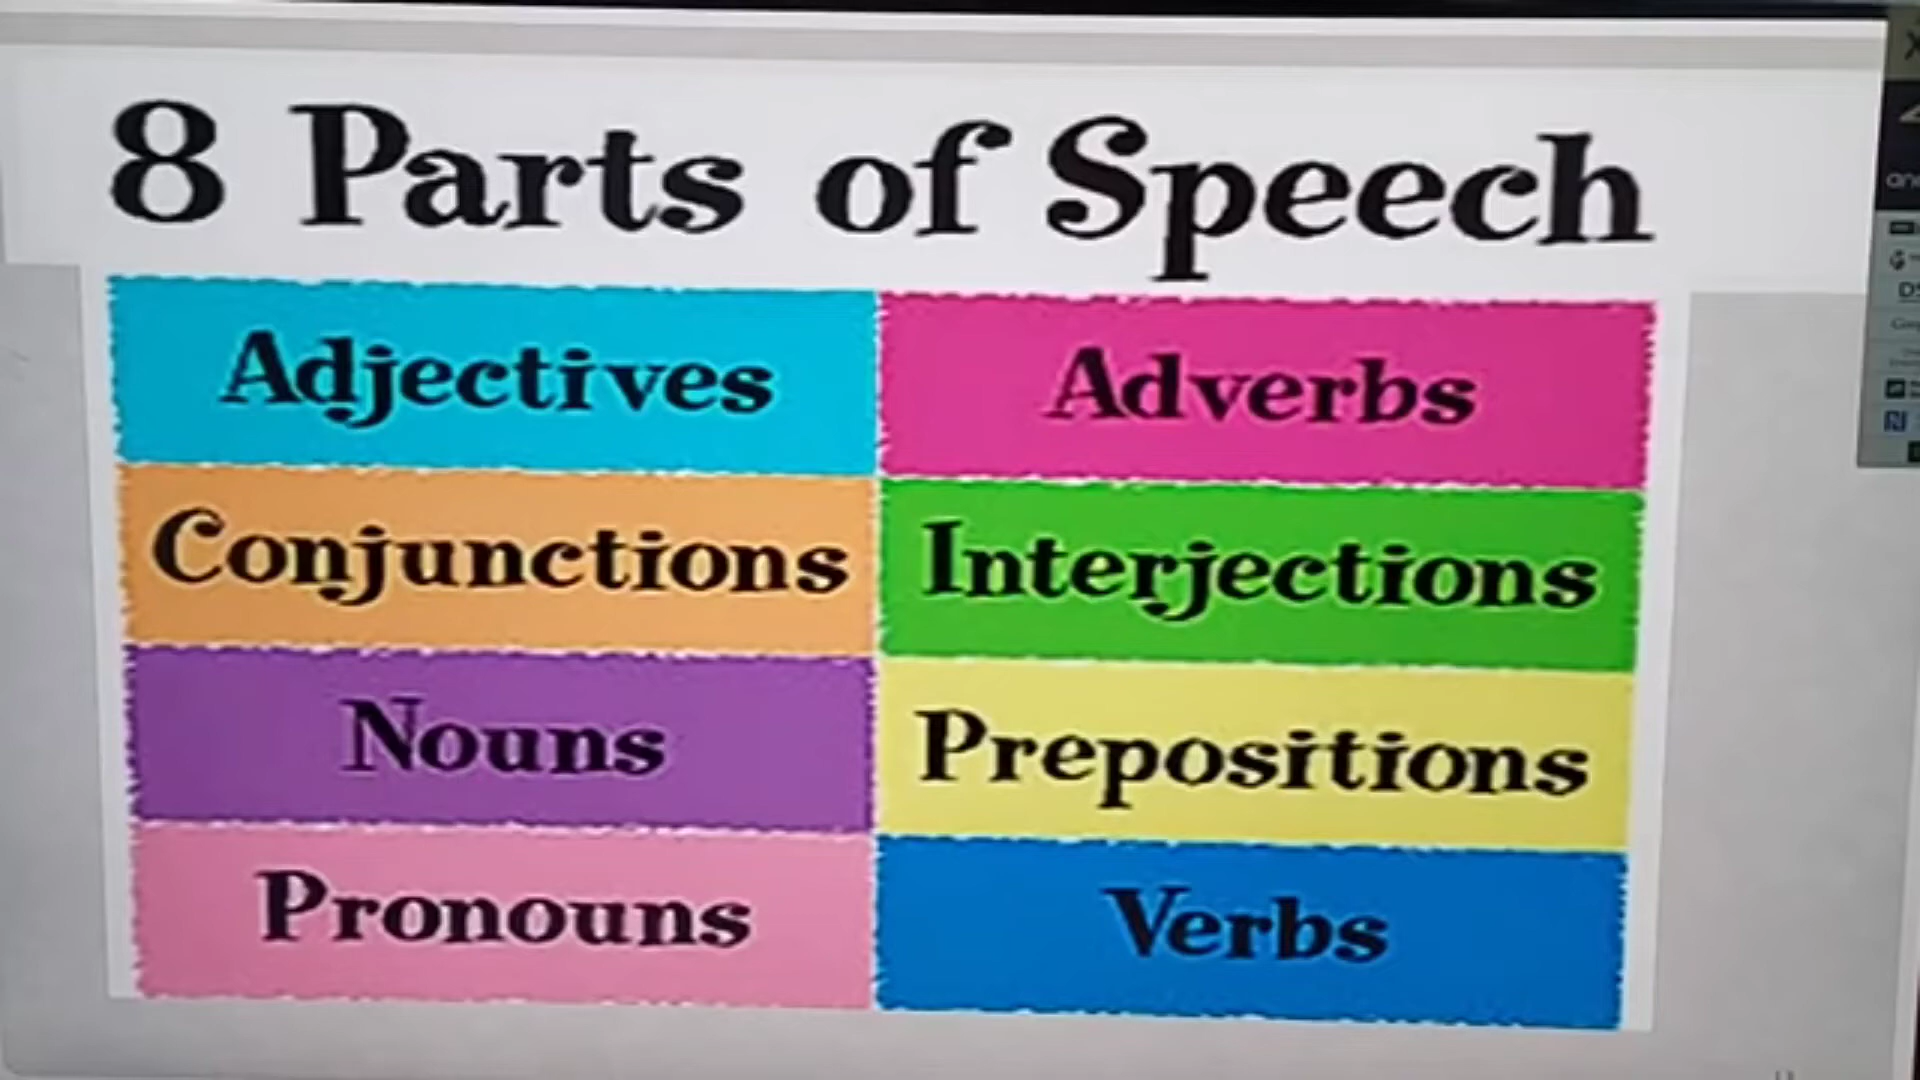 8 Parts of Speech
Adjectives
Adverbs
Conjunctions
Interjections
Nouns
Prepositions
Pronouns
Verbs